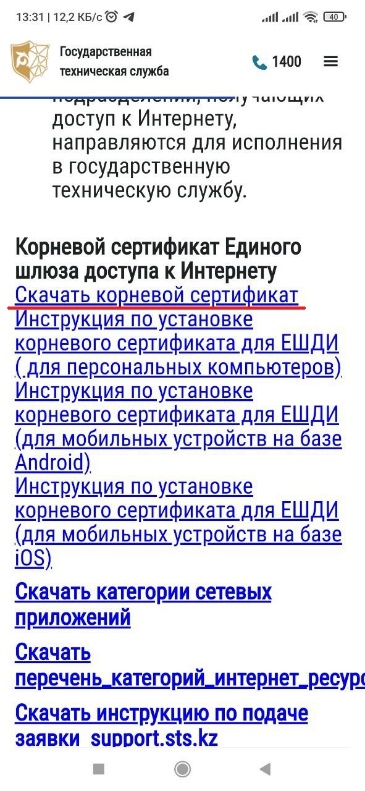 13:31 | 12,2 КБ/с
40
Государственная
техническая служба
1400
подразделений, получающих
доступ к Интернету,
направляются для исполнения
в государственную
техническую службу.
Корневой сертификат Единого
шлюза доступа к Интернету
Скачать корневой сертификат
Инструкция по установке
корневого сертификата для ЕШДИ
( для персональных компьютеров)
Инструкция по установке
корневого сертификата для ЕШДИ
(для мобильных устройств на базе
Android)
Инструкция по установке
корневого сертификата для ЕШДИ
(для мобильных устройств на базе
iOS)
Скачать категории сетевых
приложений
Скачать
перечень_категорий_интернет_ресурс
Скачать инструкцию по подаче
заявки_support.sts.kz